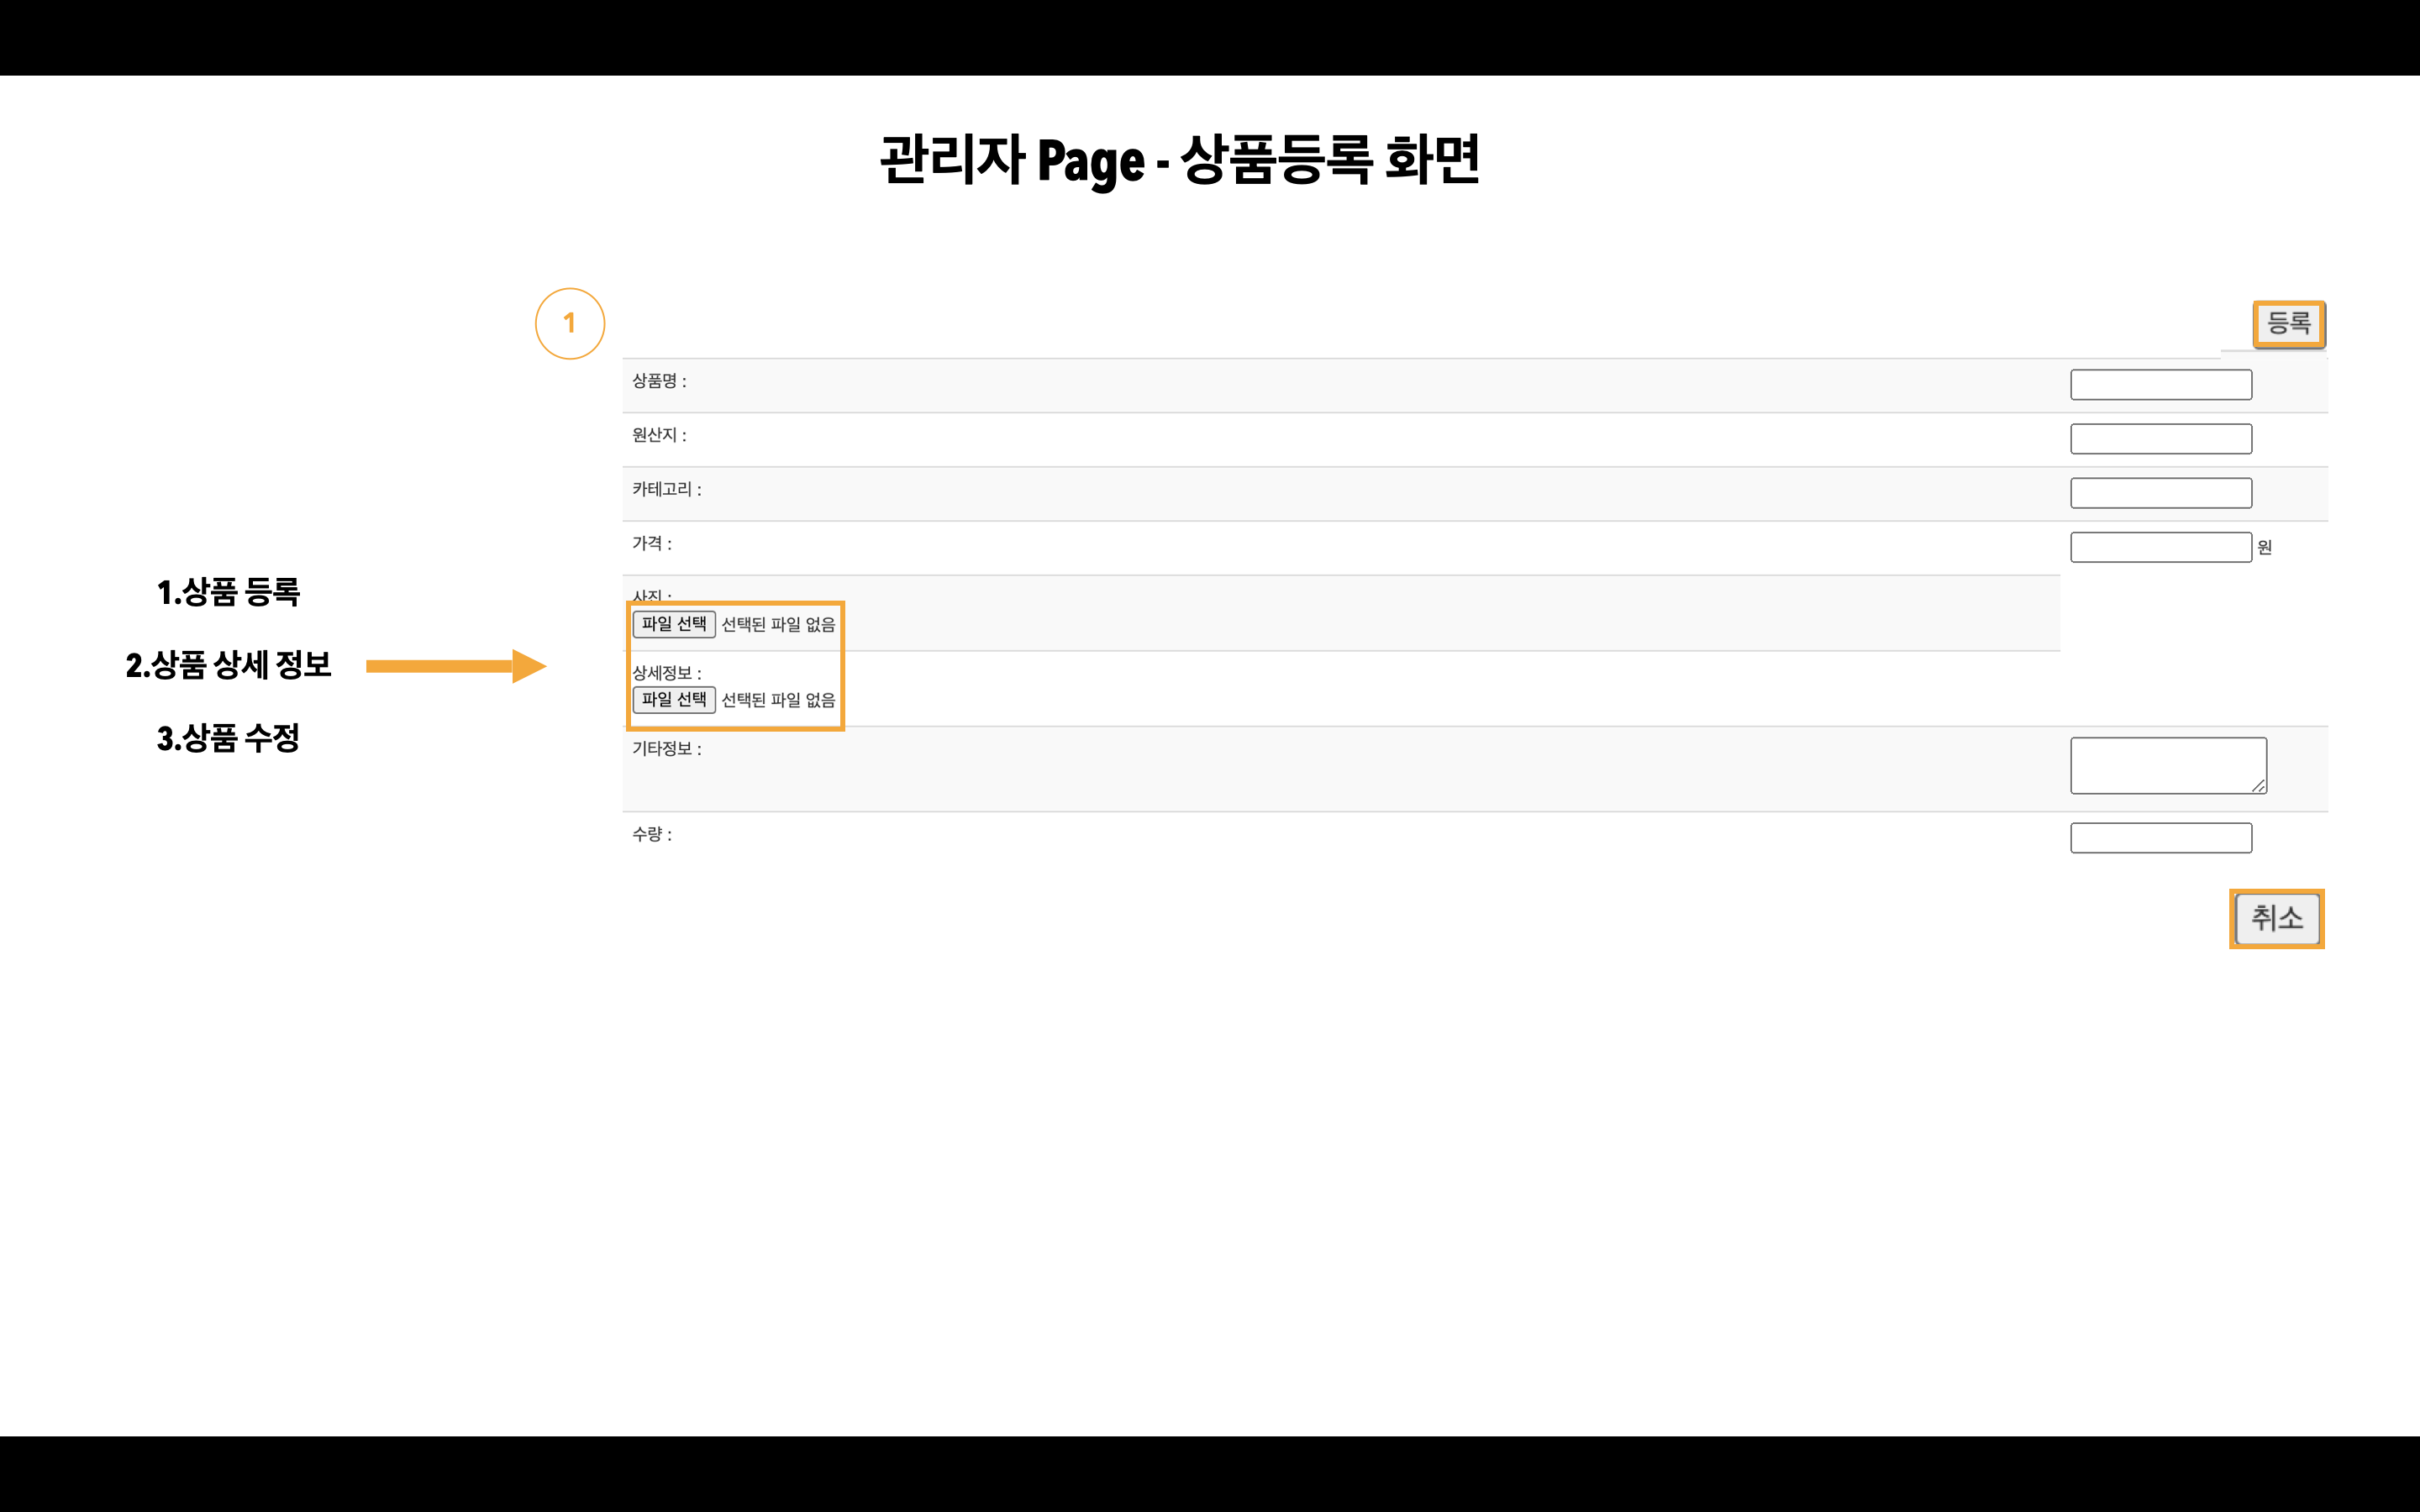 관리자 Page - 상품등록 화면
1
등록
상품명 :
원산지 :
카테고리 :
가격 :
원
사진 :
파일 선택 선택된 파일 없음
상세정보 :
파일 선택 선택된 파일 없음
기타정보 :
수량 :
취소
1.상품 등록
2.상품 상세 정보
3.상품 수정